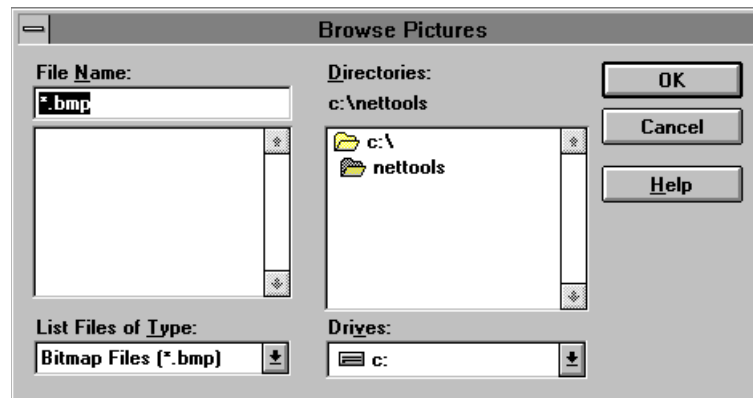 Browse Pictures
File Name:
*.bmp
Directories:
c:\nettools
c:\
nettools
OK
Cancel
Help
List Files of Type:
Bitmap Files (*.bmp)
Drives:
c: